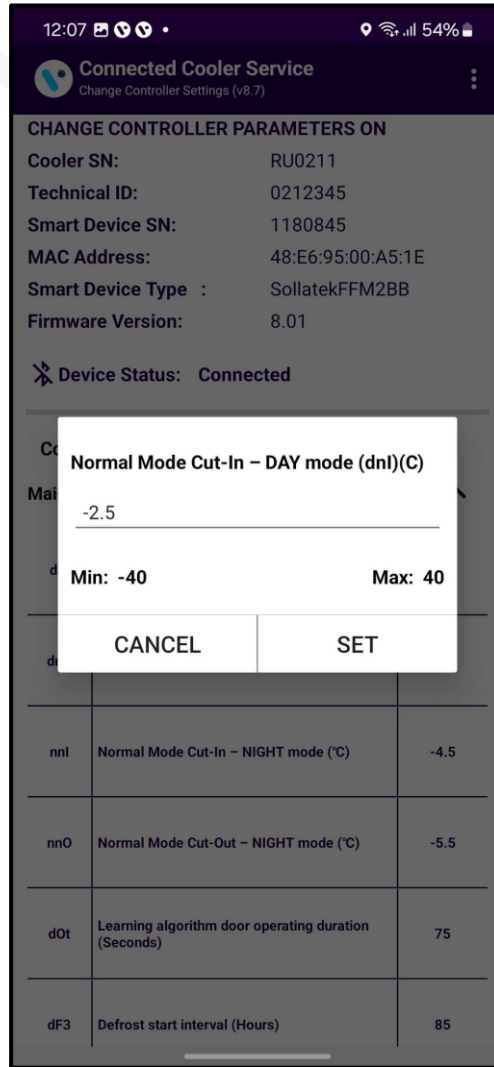 12:07
54%
Connected Cooler Service
Change Controller Settings (v8.7)
CHANGE CONTROLLER PARAMETERS ON
Cooler SN: RU0211
Technical ID: 0212345
Smart Device SN: 1180845
MAC Address: 48:E6:95:00:A5:1E
Smart Device Type : SollatekFFM2BB
Firmware Version: 8.01
Device Status: Connected
Normal Mode Cut-In – DAY mode (dnI)(C)
-2.5
Min: -40 Max: 40
CANCEL SET
nnI Normal Mode Cut-In – NIGHT mode (°C) -4.5
nnO Normal Mode Cut-Out – NIGHT mode (°C) -5.5
dOt Learning algorithm door operating duration
(Seconds) 75
dF3 Defrost start interval (Hours) 85